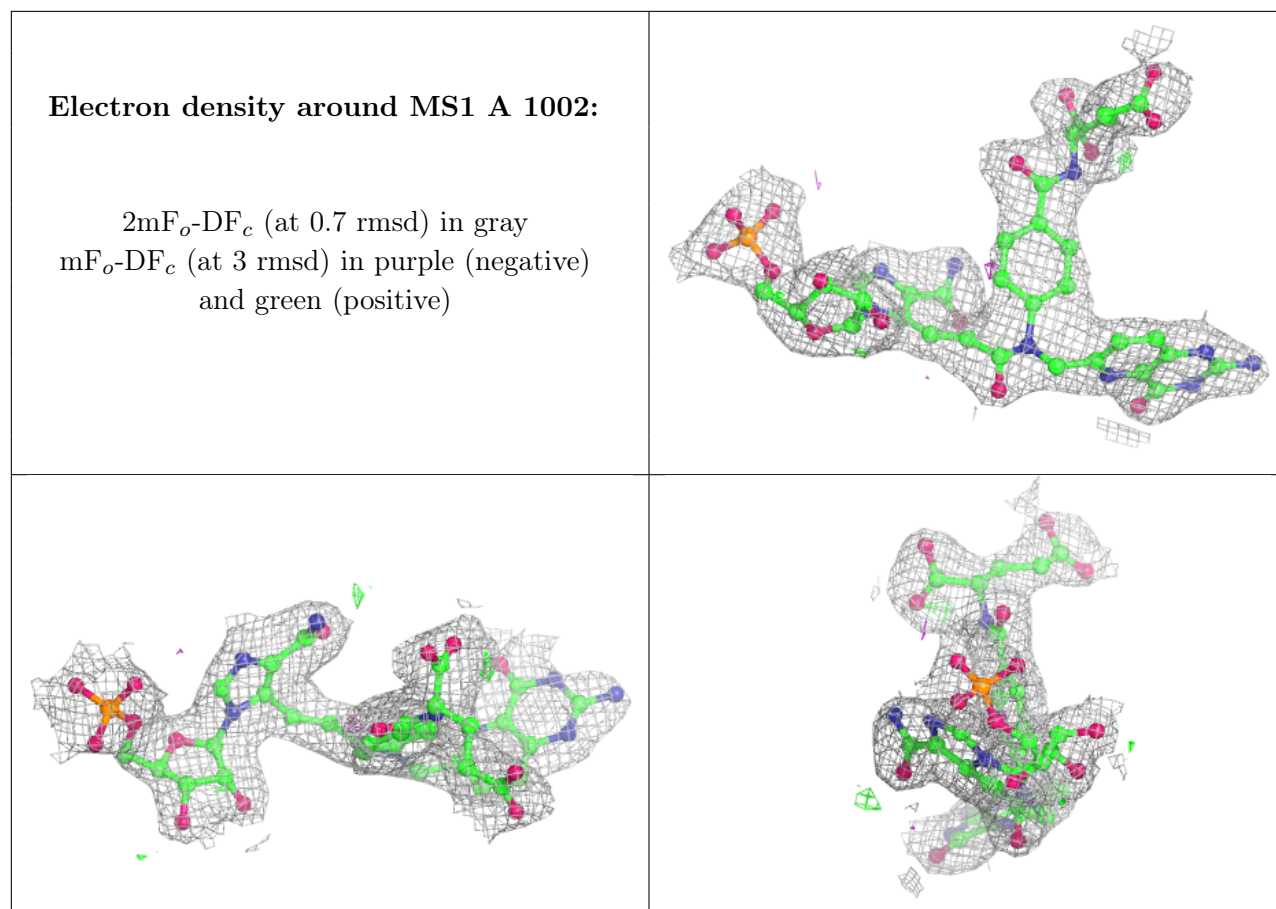 Electron density around MS1 A 1002:
2mFo-DFc (at 0.7 rmsd) in gray
mFo-DFc (at 3 rmsd) in purple (negative)
and green (positive)